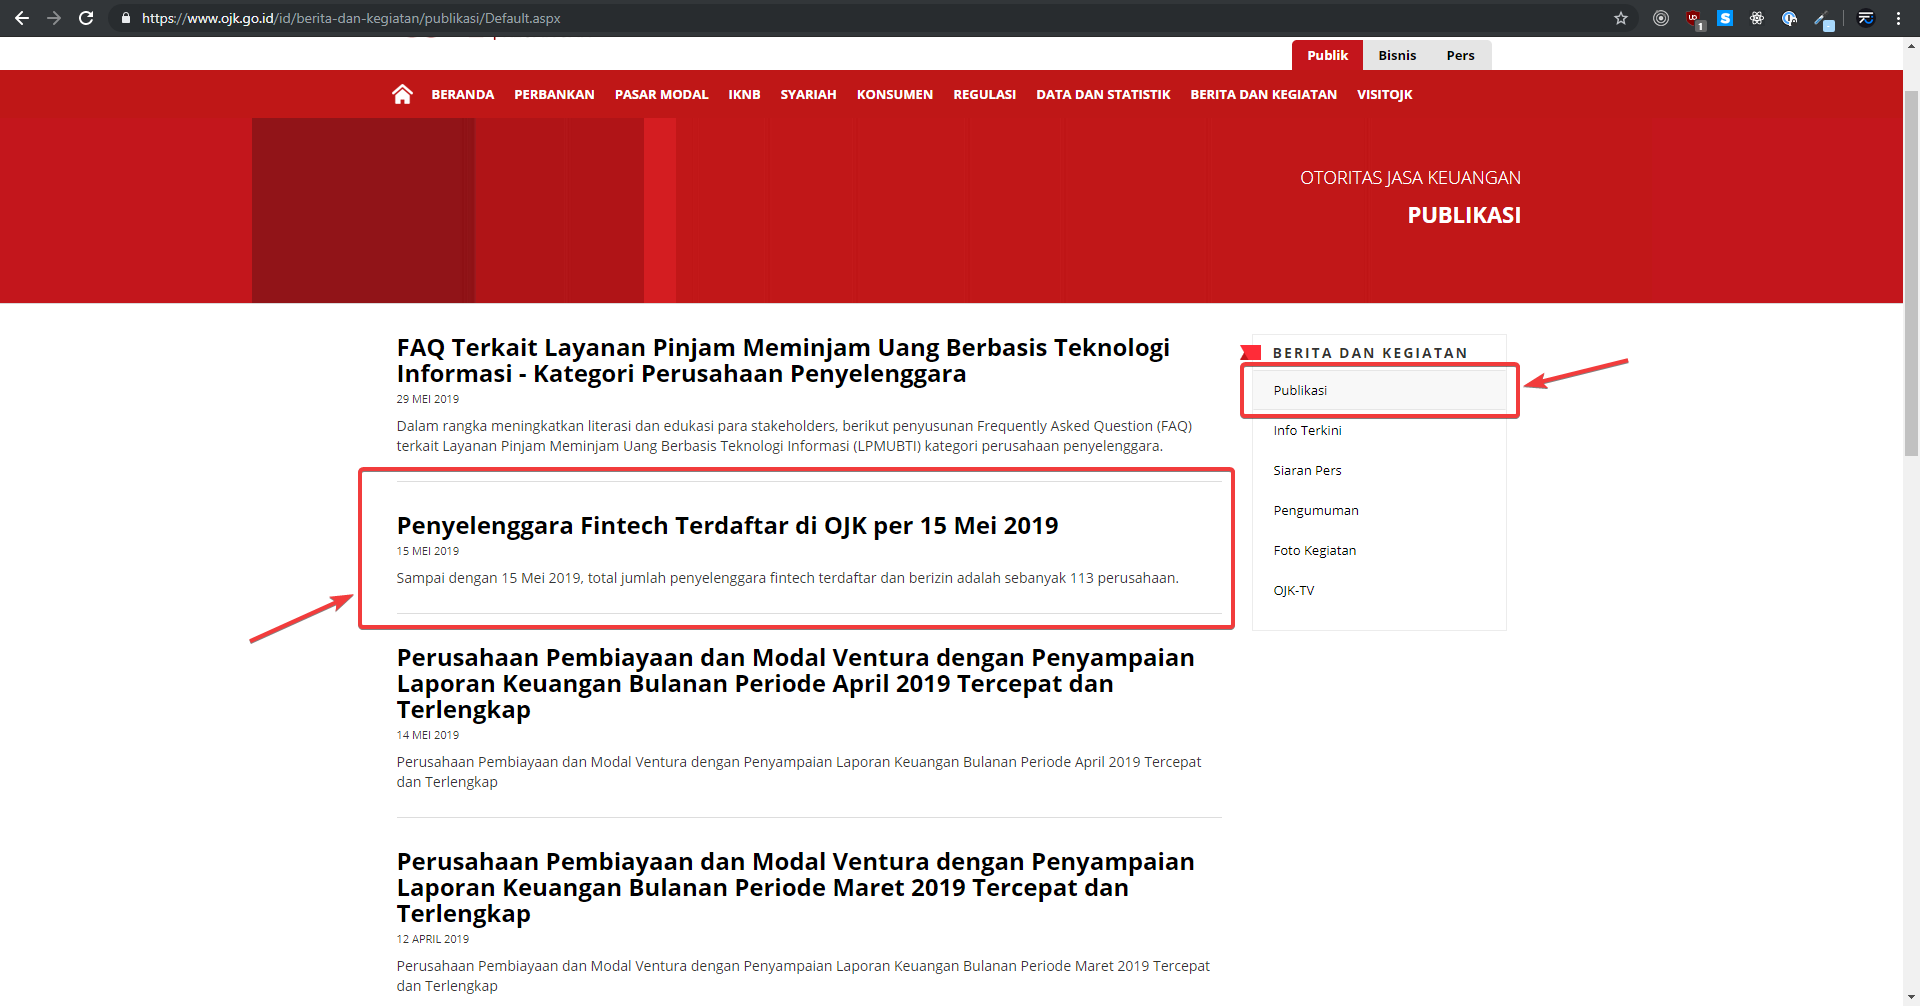 https://www.ojk.go.id/id/berita-dan-kegiatan/publikasi/Default.aspx
Publik Bisnis Pers
BERANDA PERBANKAN PASAR MODAL IKNB SYARIAH KONSUMEN REGULASI DATA DAN STATISTIK BERITA DAN KEGIATAN VISITOJK
OTORITAS JASA KEUANGAN
PUBLIKASI
FAQ Terkait Layanan Pinjam Meminjam Uang Berbasis Teknologi
Informasi - Kategori Perusahaan Penyelenggara
29 MEI 2019
Dalam rangka meningkatkan literasi dan edukasi para stakeholders, berikut penyusunan Frequently Asked Question (FAQ)
terkait Layanan Pinjam Meminjam Uang Berbasis Teknologi Informasi (LPMUBTI) kategori perusahaan penyelenggara.
Penyelenggara Fintech Terdaftar di OJK per 15 Mei 2019
15 MEI 2019
Sampai dengan 15 Mei 2019, total jumlah penyelenggara fintech terdaftar dan berizin adalah sebanyak 113 perusahaan.
Perusahaan Pembiayaan dan Modal Ventura dengan Penyampaian
Laporan Keuangan Bulanan Periode April 2019 Tercepat dan
Terlengkap
14 MEI 2019
Perusahaan Pembiayaan dan Modal Ventura dengan Penyampaian Laporan Keuangan Bulanan Periode April 2019 Tercepat
dan Terlengkap
Perusahaan Pembiayaan dan Modal Ventura dengan Penyampaian
Laporan Keuangan Bulanan Periode Maret 2019 Tercepat dan
Terlengkap
12 APRIL 2019
Perusahaan Pembiayaan dan Modal Ventura dengan Penyampaian Laporan Keuangan Bulanan Periode Maret 2019 Tercepat
dan Terlengkap
BERITA DAN KEGIATAN
Publikasi
Info Terkini
Siaran Pers
Pengumuman
Foto Kegiatan
OJK-TV